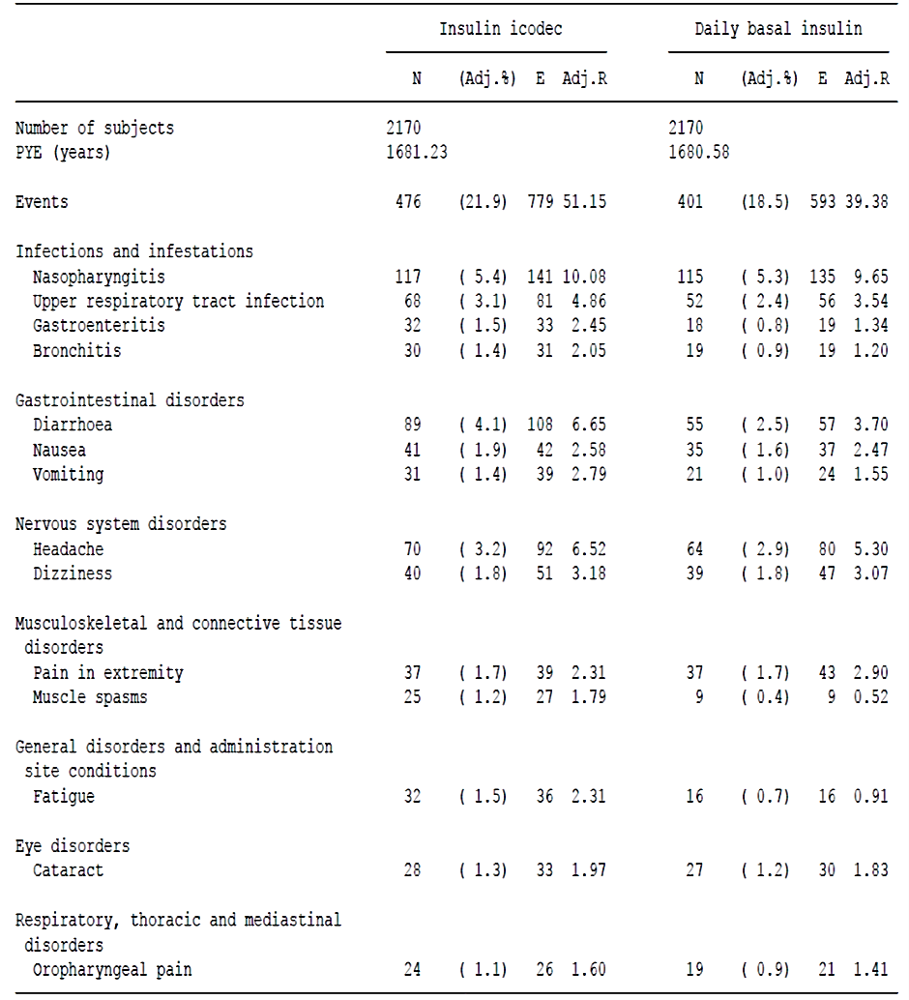 Insulin icodec Daily basal insulin
N (Adj.%) E Adj.R N (Adj.%) E Adj.R
Number of subjects 2170 2170
PYE (years) 1681.23 1680.58
Events 476 (21.9) 779 51.15 401 (18.5) 593 39.38
Infections and infestations
Nasopharyngitis 117 ( 5.4) 141 10.08 115 ( 5.3) 135 9.65
Upper respiratory tract infection 68 ( 3.1) 81 4.86 52 ( 2.4) 56 3.54
Gastroenteritis 32 ( 1.5) 33 2.45 18 ( 0.8) 19 1.34
Bronchitis 30 ( 1.4) 31 2.05 19 ( 0.9) 19 1.20
Gastrointestinal disorders
Diarrhoea 89 ( 4.1) 108 6.65 55 ( 2.5) 57 3.70
Nausea 41 ( 1.9) 42 2.58 35 ( 1.6) 37 2.47
Vomiting 31 ( 1.4) 39 2.79 21 ( 1.0) 24 1.55
Nervous system disorders
Headache 70 ( 3.2) 92 6.52 64 ( 2.9) 80 5.30
Dizziness 40 ( 1.8) 51 3.18 39 ( 1.8) 47 3.07
Musculoskeletal and connective tissue
disorders
Pain in extremity 37 ( 1.7) 39 2.31 37 ( 1.7) 43 2.90
Muscle spasms 25 ( 1.2) 27 1.79 9 ( 0.4) 9 0.52
General disorders and administration
site conditions
Fatigue 32 ( 1.5) 36 2.31 16 ( 0.7) 16 0.91
Eye disorders
Cataract 28 ( 1.3) 33 1.97 27 ( 1.2) 30 1.83
Respiratory, thoracic and mediastinal
disorders
Oropharyngeal pain 24 ( 1.1) 26 1.60 19 ( 0.9) 21 1.41